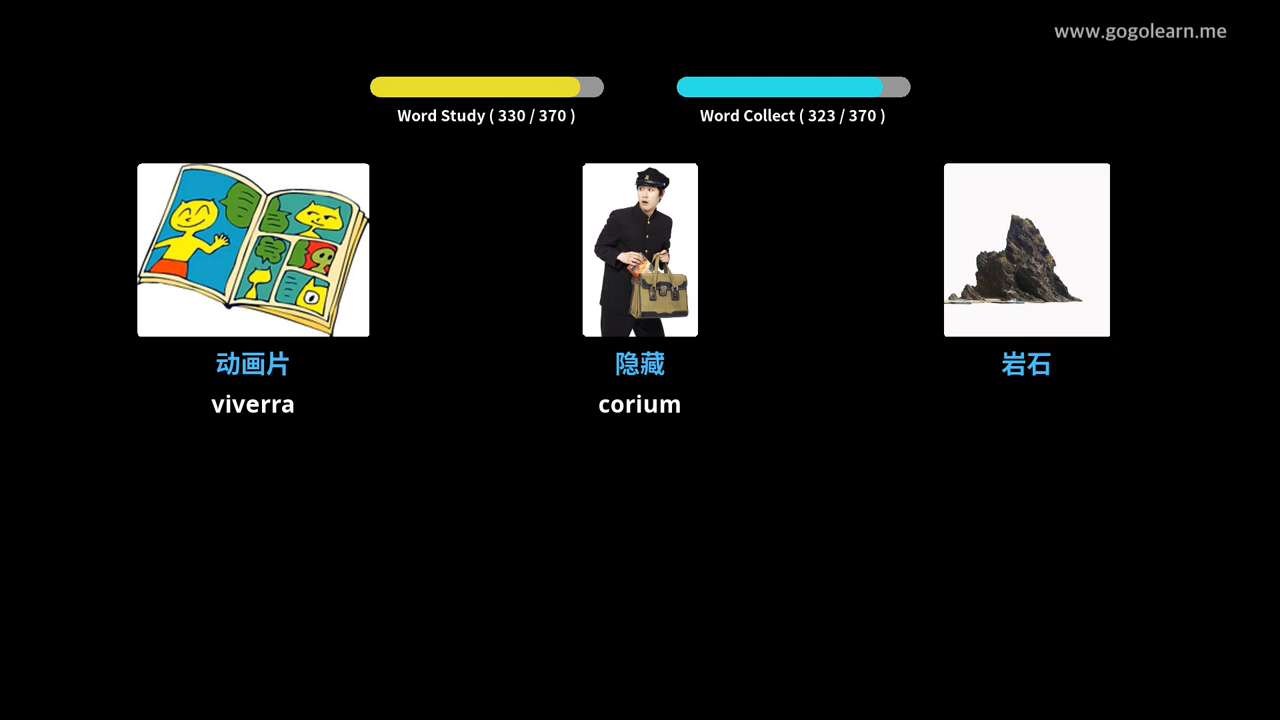 www.gogolearn.me
Word Study ( 330 / 370 )
Word Collect ( 323 / 370 )
动画片
隐藏
岩石
viverra
corium